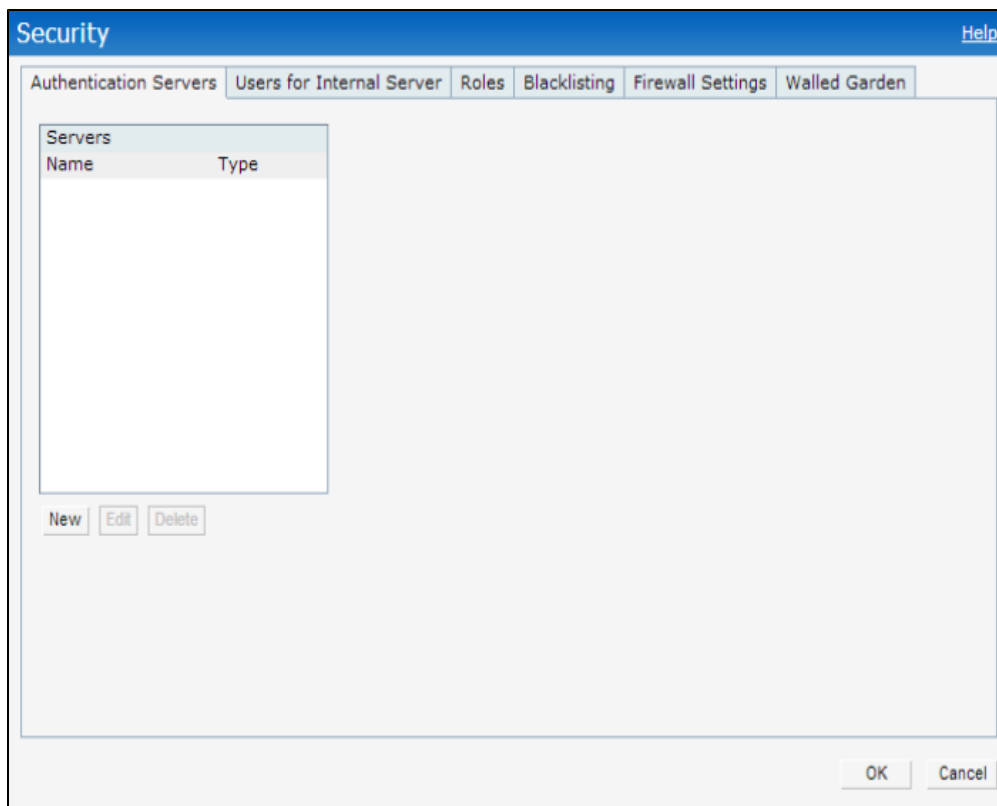 Security Help
Authentication Servers Users for Internal Server Roles Blacklisting Firewall Settings Walled Garden
Servers
Name Type
New Edit Delete
OK Cancel